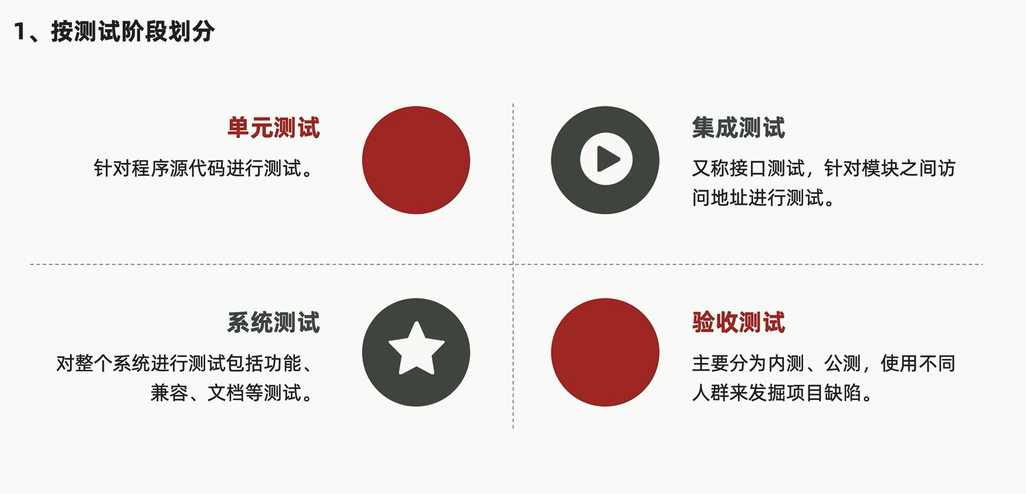 1、按测试阶段划分
单元测试
针对程序源代码进行测试。
集成测试
又称接口测试，针对模块之间访
问地址进行测试。
系统测试
对整个系统进行测试包括功能、
兼容、文档等测试。
验收测试
主要分为内测、公测，使用不同
人群来发掘项目缺陷。